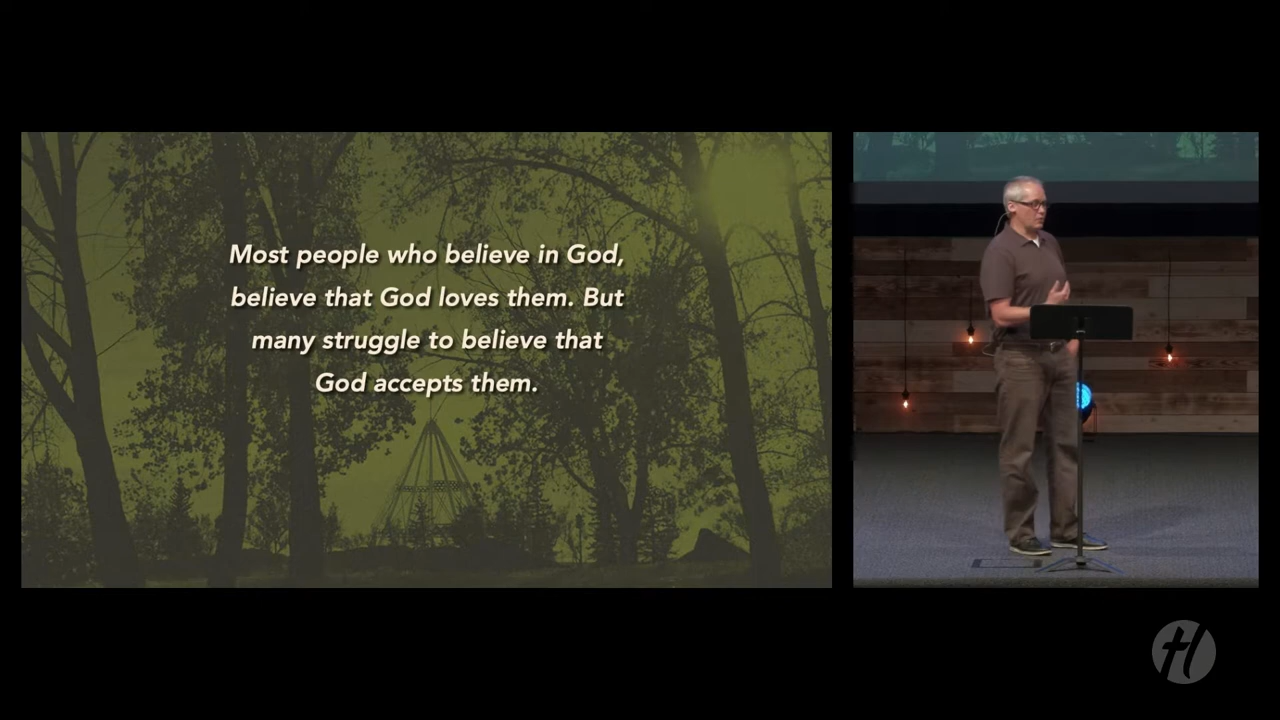 Most people who believe in God,
believe that God loves them. But
many struggle to believe that
God accepts them.